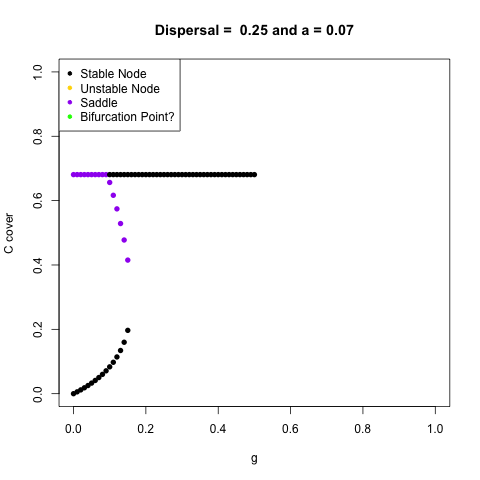 Dispersal =  0.25 and a = 0.07
Stable Node
Unstable Node
Saddle
Bifurcation Point?
C cover
1.0
0.8
0.6
0.4
0.2
0.0
0.0 0.2 0.4 0.6 0.8 1.0
g